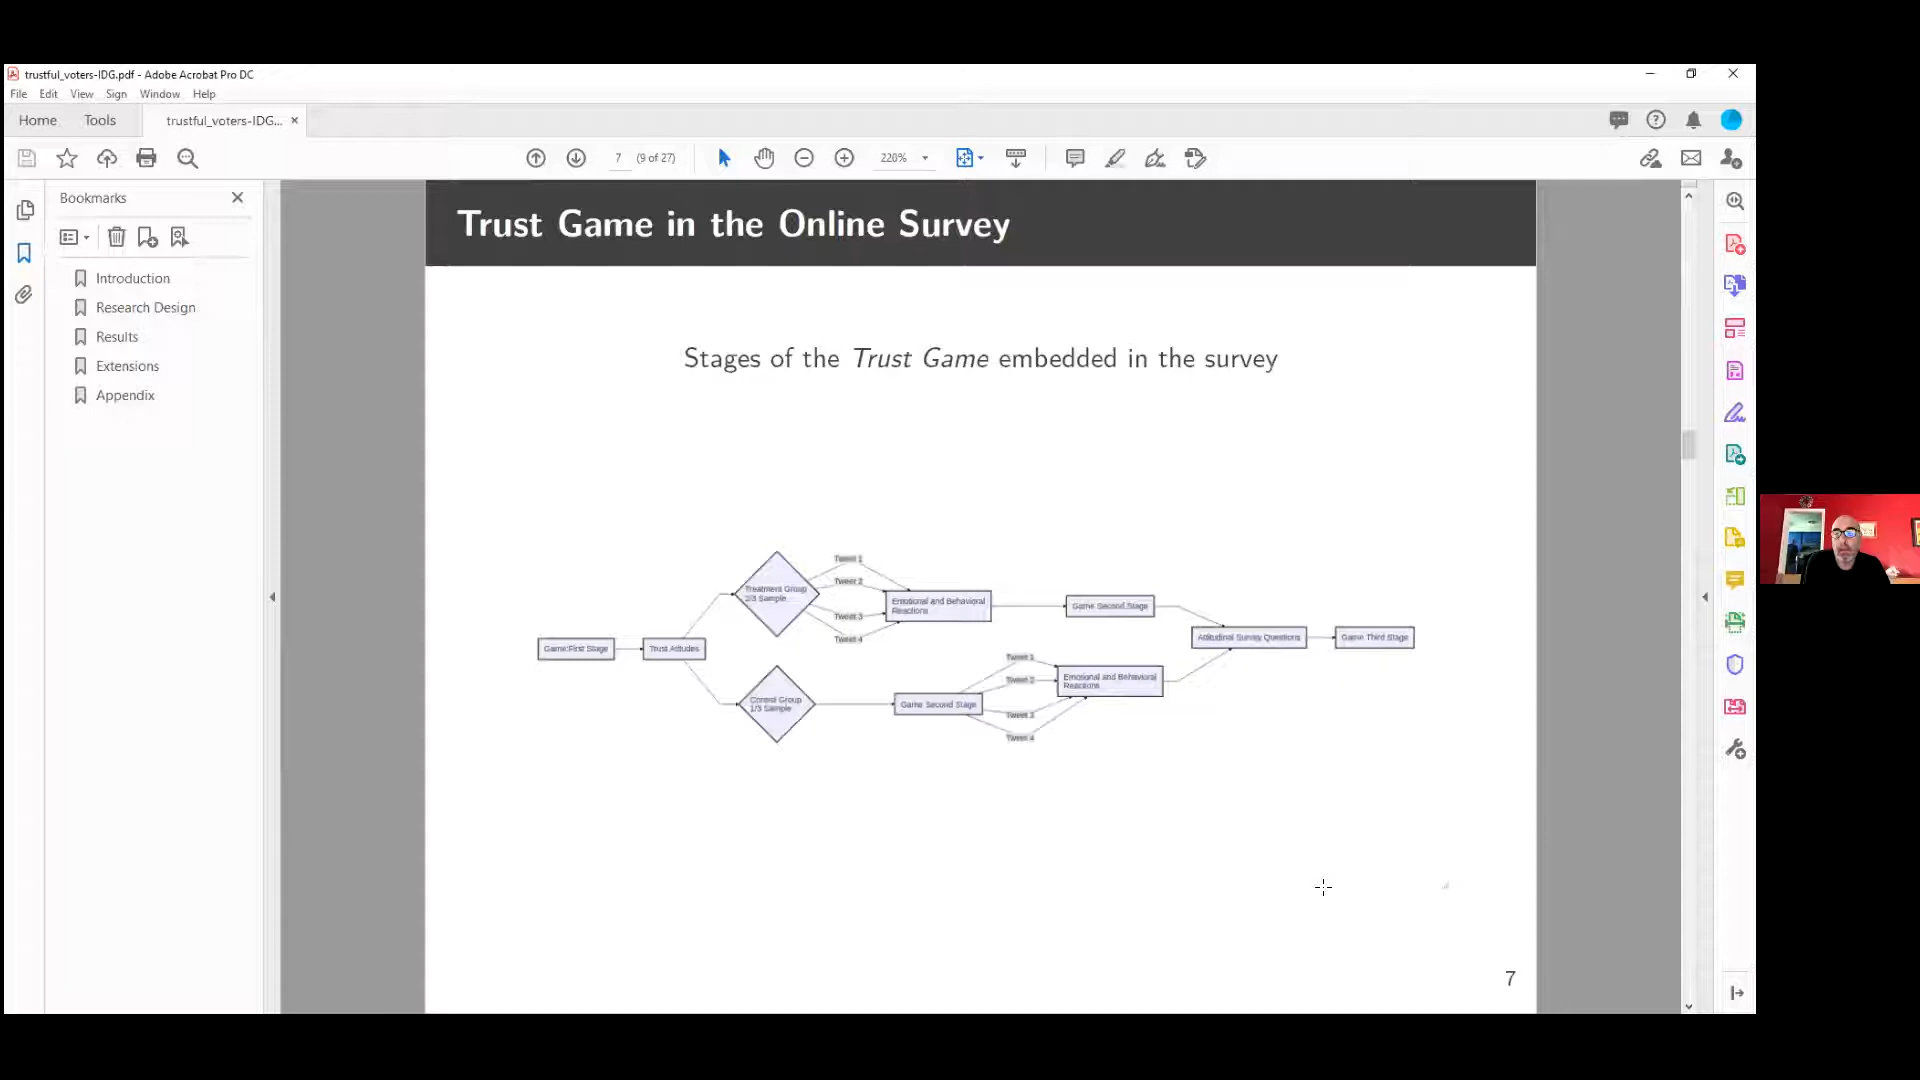 trustful_voters-IDG.pdf - Adobe Acrobat Pro DC
File Edit View Sign Window Help
Home Tools trustful_voters-IDG... ×
7 (9 of 27) 220%
Bookmarks
Introduction
Research Design
Results
Extensions
Appendix
Trust Game in the Online Survey
Stages of the Trust Game embedded in the survey
Game:First Stage
Trust Attudes
Treatment Group
2/3 Sample
Tweet 1
Tweet 2
Tweet 3
Tweet 4
Emotional and Behavioral
Reactions
Game Second Stage
Control Group
1/3 Sample
Game Second Stage
Tweet 1
Tweet 2
Tweet 3
Tweet 4
Emotional and Behavioral
Reactions
Attitudinal Survey Questions
Game Third Stage
7